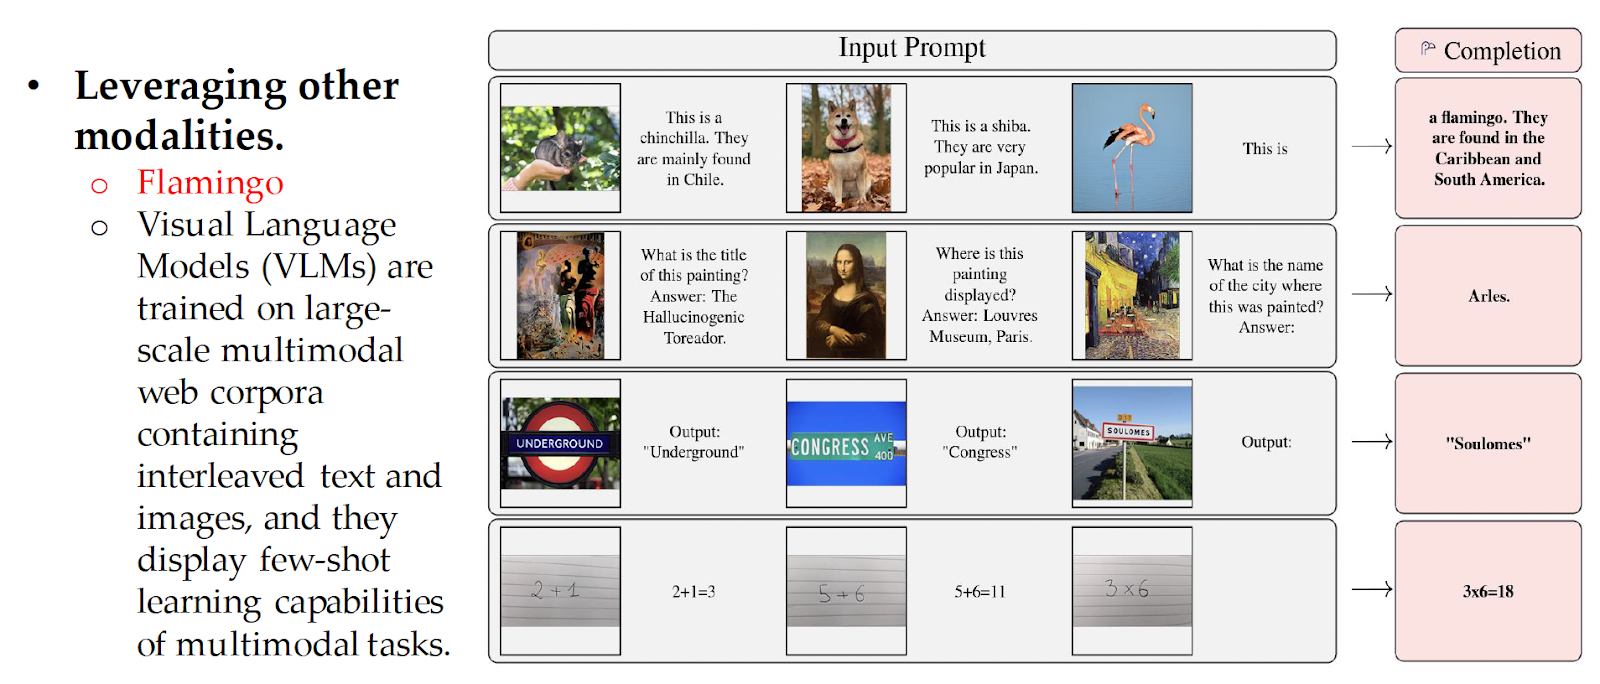 • Leveraging other
modalities.
o Flamingo
o Visual Language
Models (VLMs) are
trained on large-
scale multimodal
web corpora
containing
interleaved text and
images, and they
display few-shot
learning capabilities
of multimodal tasks.
Input Prompt
Completion
This is a
chinchilla. They
are mainly found
in Chile.
This is a shiba.
They are very
popular in Japan.
This is
a flamingo. They
are found in the
Caribbean and
South America.
What is the title
of this painting?
Answer: The
Hallucinogenic
Toreador.
Where is this
painting
displayed?
Answer: Louvres
Museum, Paris.
What is the name
of the city where
this was painted?
Answer:
Arles.
UNDERGROUND
Output:
"Underground"
CONGRESS AVE
400
Output:
"Congress"
SOULOMES
Output:
"Soulomes"
2+1
2+1=3
5+6
5+6=11
3x6
3x6=18